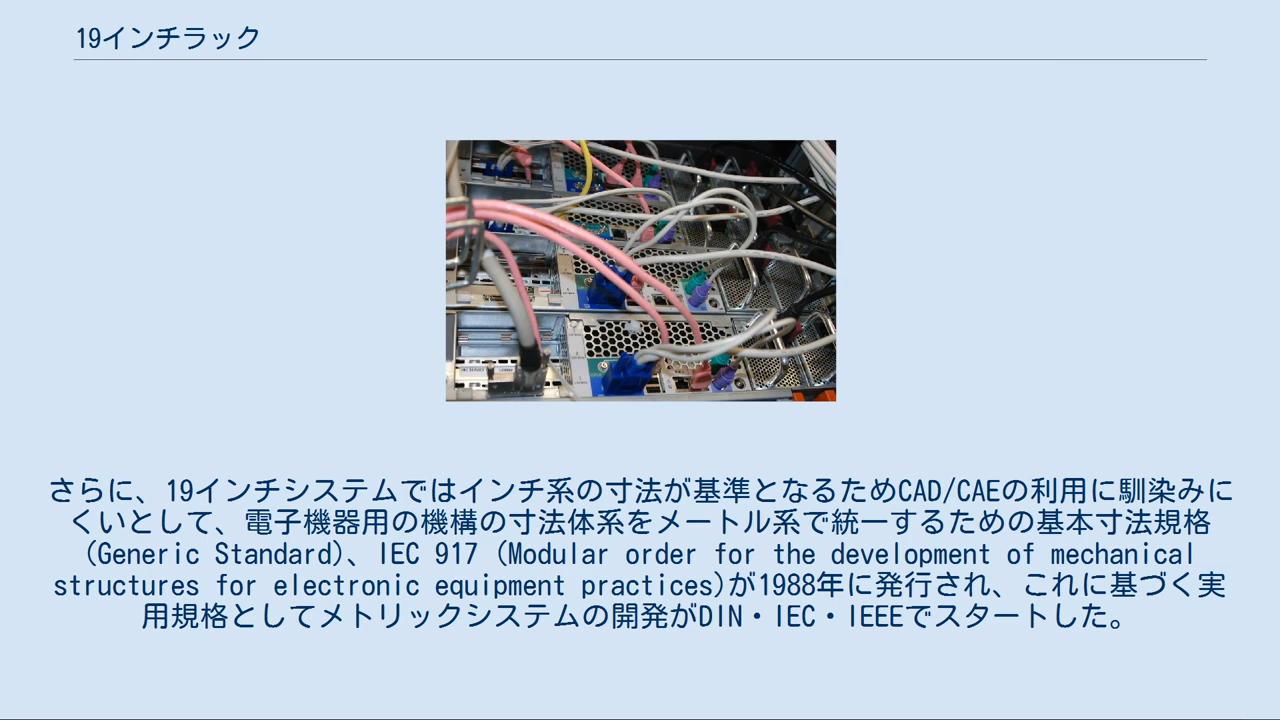 19インチラック
さらに、19インチシステムではインチ系の寸法が基準となるためCAD/CAEの利用に馴染みに
くいとして、電子機器用の機構の寸法体系をメートル系で統一するための基本寸法規格
(Generic Standard)、IEC 917 (Modular order for the development of mechanical
structures for electronic equipment practices)が1988年に発行され、これに基づく実
用規格としてメトリックシステムの開発がDIN・IEC・IEEEでスタートした。